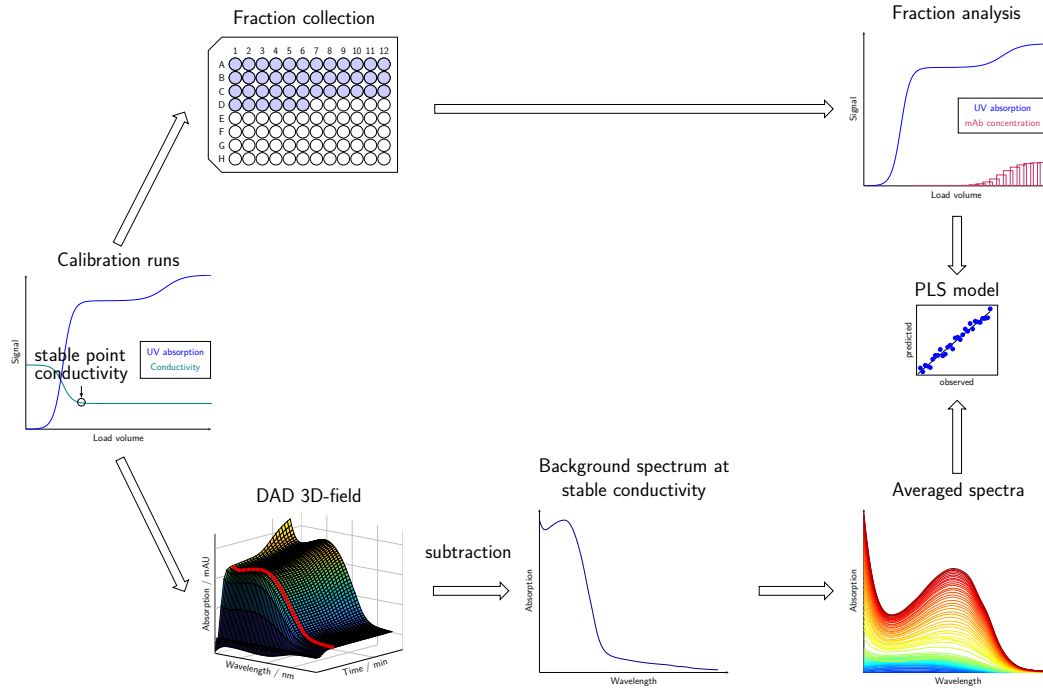 Fraction collection
1 2 3 4 5 6 7 8 9 10 11 12
A
B
C
D
E
F
G
H
Fraction analysis
Signal
UV absorption
mAb concentration
Load volume
Calibration runs
Signal
stable point
conductivity
UV absorption
Conductivity
Load volume
PLS model
predicted
observed
DAD 3D-field
Absorption / mAU
Wavelength / nm
Time / min
subtraction
Background spectrum at
stable conductivity
Absorption
Wavelength
Averaged spectra
Absorption
Wavelength